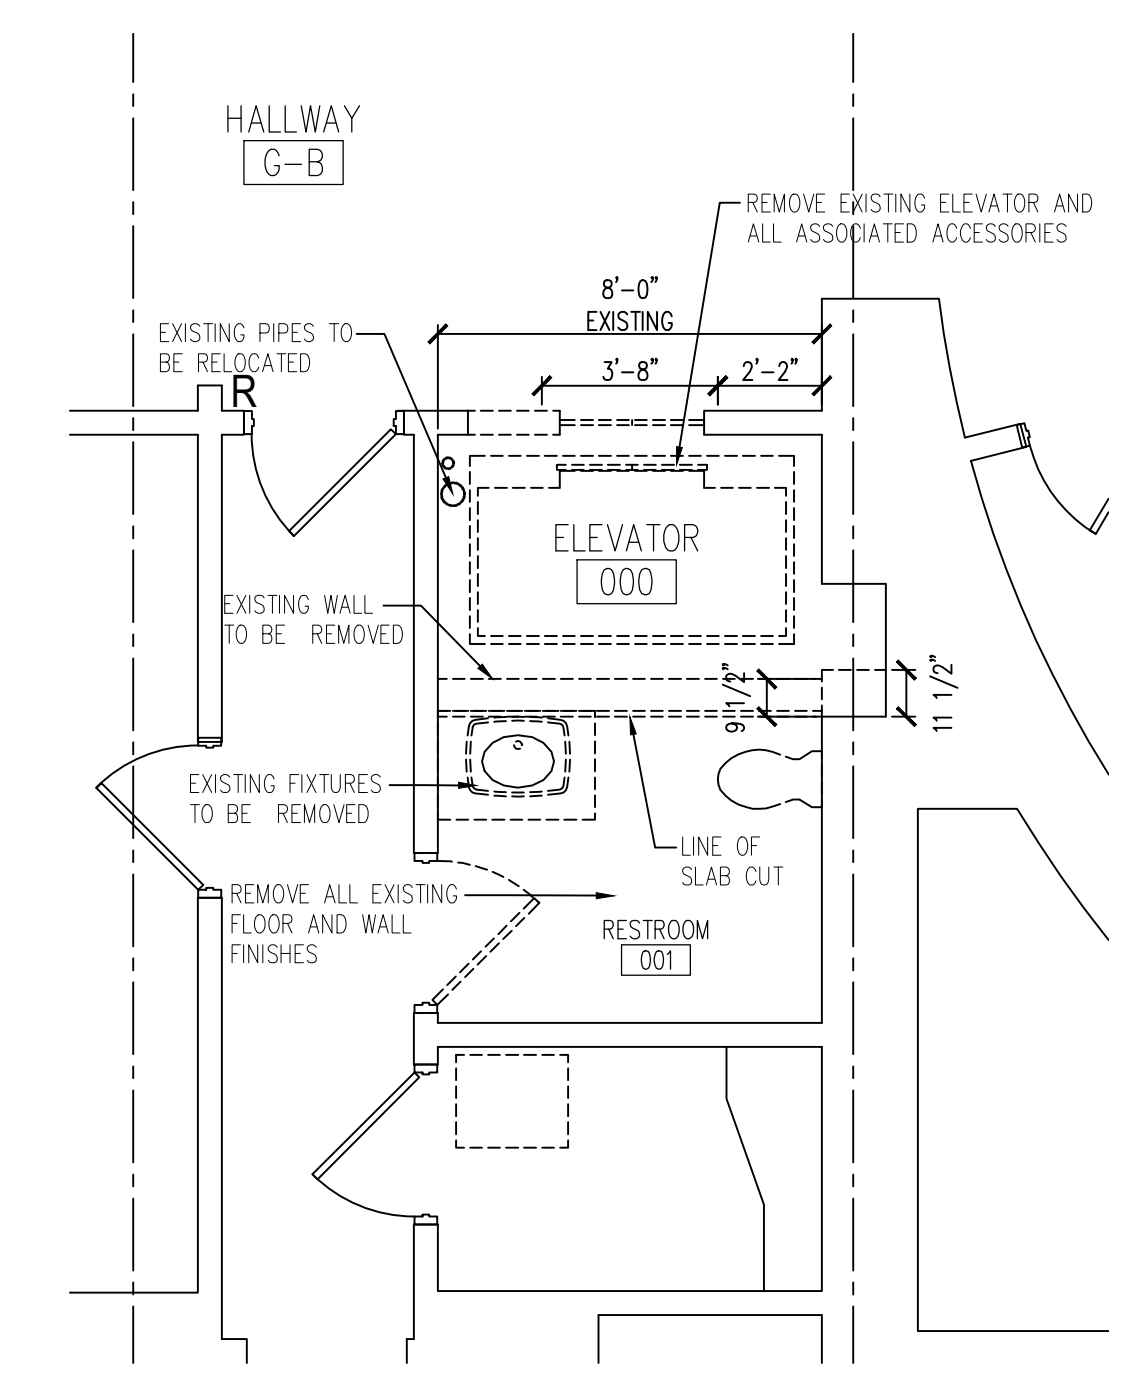 HALLWAY
G-B
REMOVE EXISTING ELEVATOR AND
ALL ASSOCIATED ACCESSORIES
8'-0"
EXISTING
EXISTING PIPES TO
BE RELOCATED
3'-8"
2'-2"
R
ELEVATOR
000
EXISTING WALL
TO BE REMOVED
9 1/2"
11 1/2"
EXISTING FIXTURES
TO BE REMOVED
LINE OF
SLAB CUT
REMOVE ALL EXISTING
FLOOR AND WALL
FINISHES
RESTROOM
001